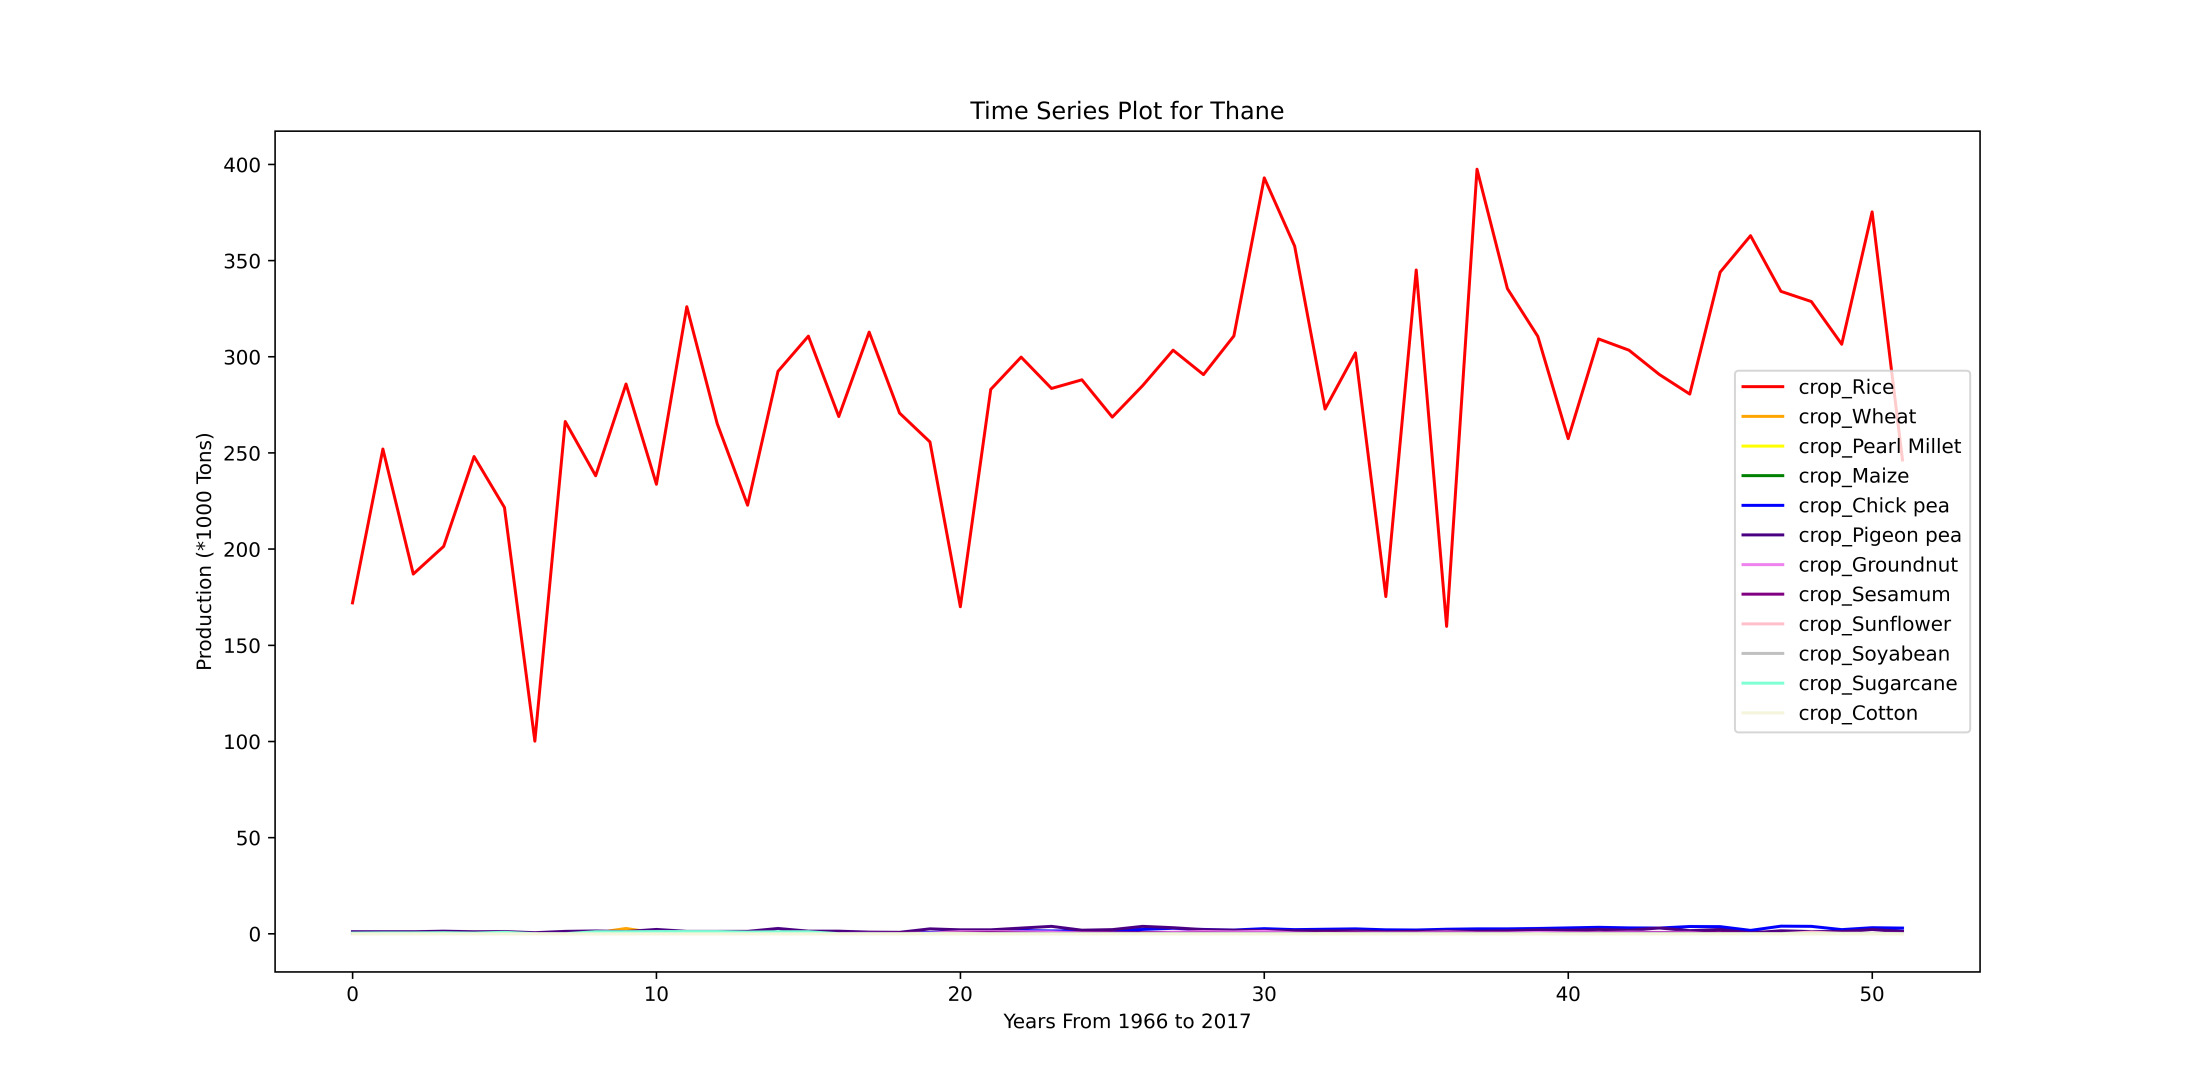 Time Series Plot for Thane
Production (*1000 Tons)
400
350
300
250
200
150
100
50
0
crop_Rice
crop_Wheat
crop_Pearl Millet
crop_Maize
crop_Chick pea
crop_Pigeon pea
crop_Groundnut
crop_Sesamum
crop_Sunflower
crop_Soyabean
crop_Sugarcane
crop_Cotton
0 10 20 30 40 50
Years From 1966 to 2017